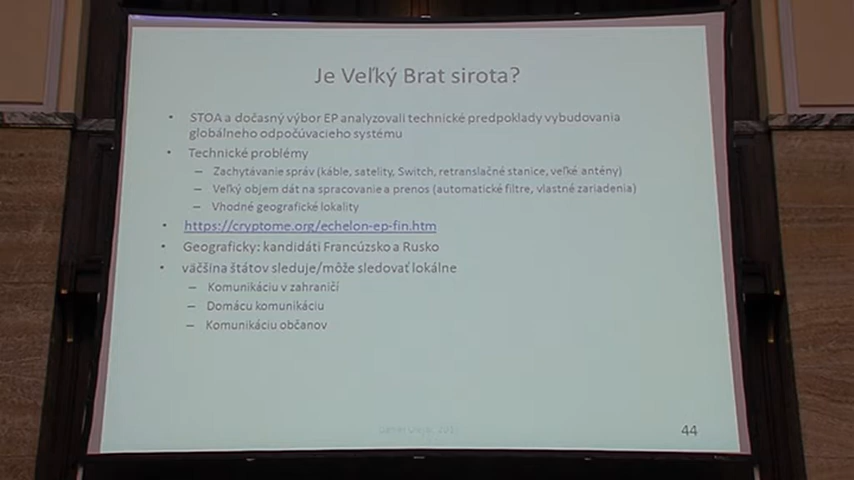 Je Veľký Brat sirota?
• STOA a dočasný výbor EP analyzovali technické predpoklady vybudovania
globálneho odpočúvacieho systému
• Technické problémy
– Zachytávanie správ (káble, satelity, Switch, retranslačné stanice, veľké antény)
– Veľký objem dát na spracovanie a prenos (automatické filtre, vlastné zariadenia)
– Vhodné geografické lokality
• https://cryptome.org/echelon-ep-fin.htm
• Geograficky: kandidáti Francúzsko a Rusko
• väčšina štátov sleduje/môže sledovať lokálne
– Komunikáciu v zahraničí
– Domácu komunikáciu
– Komunikáciu občanov
44